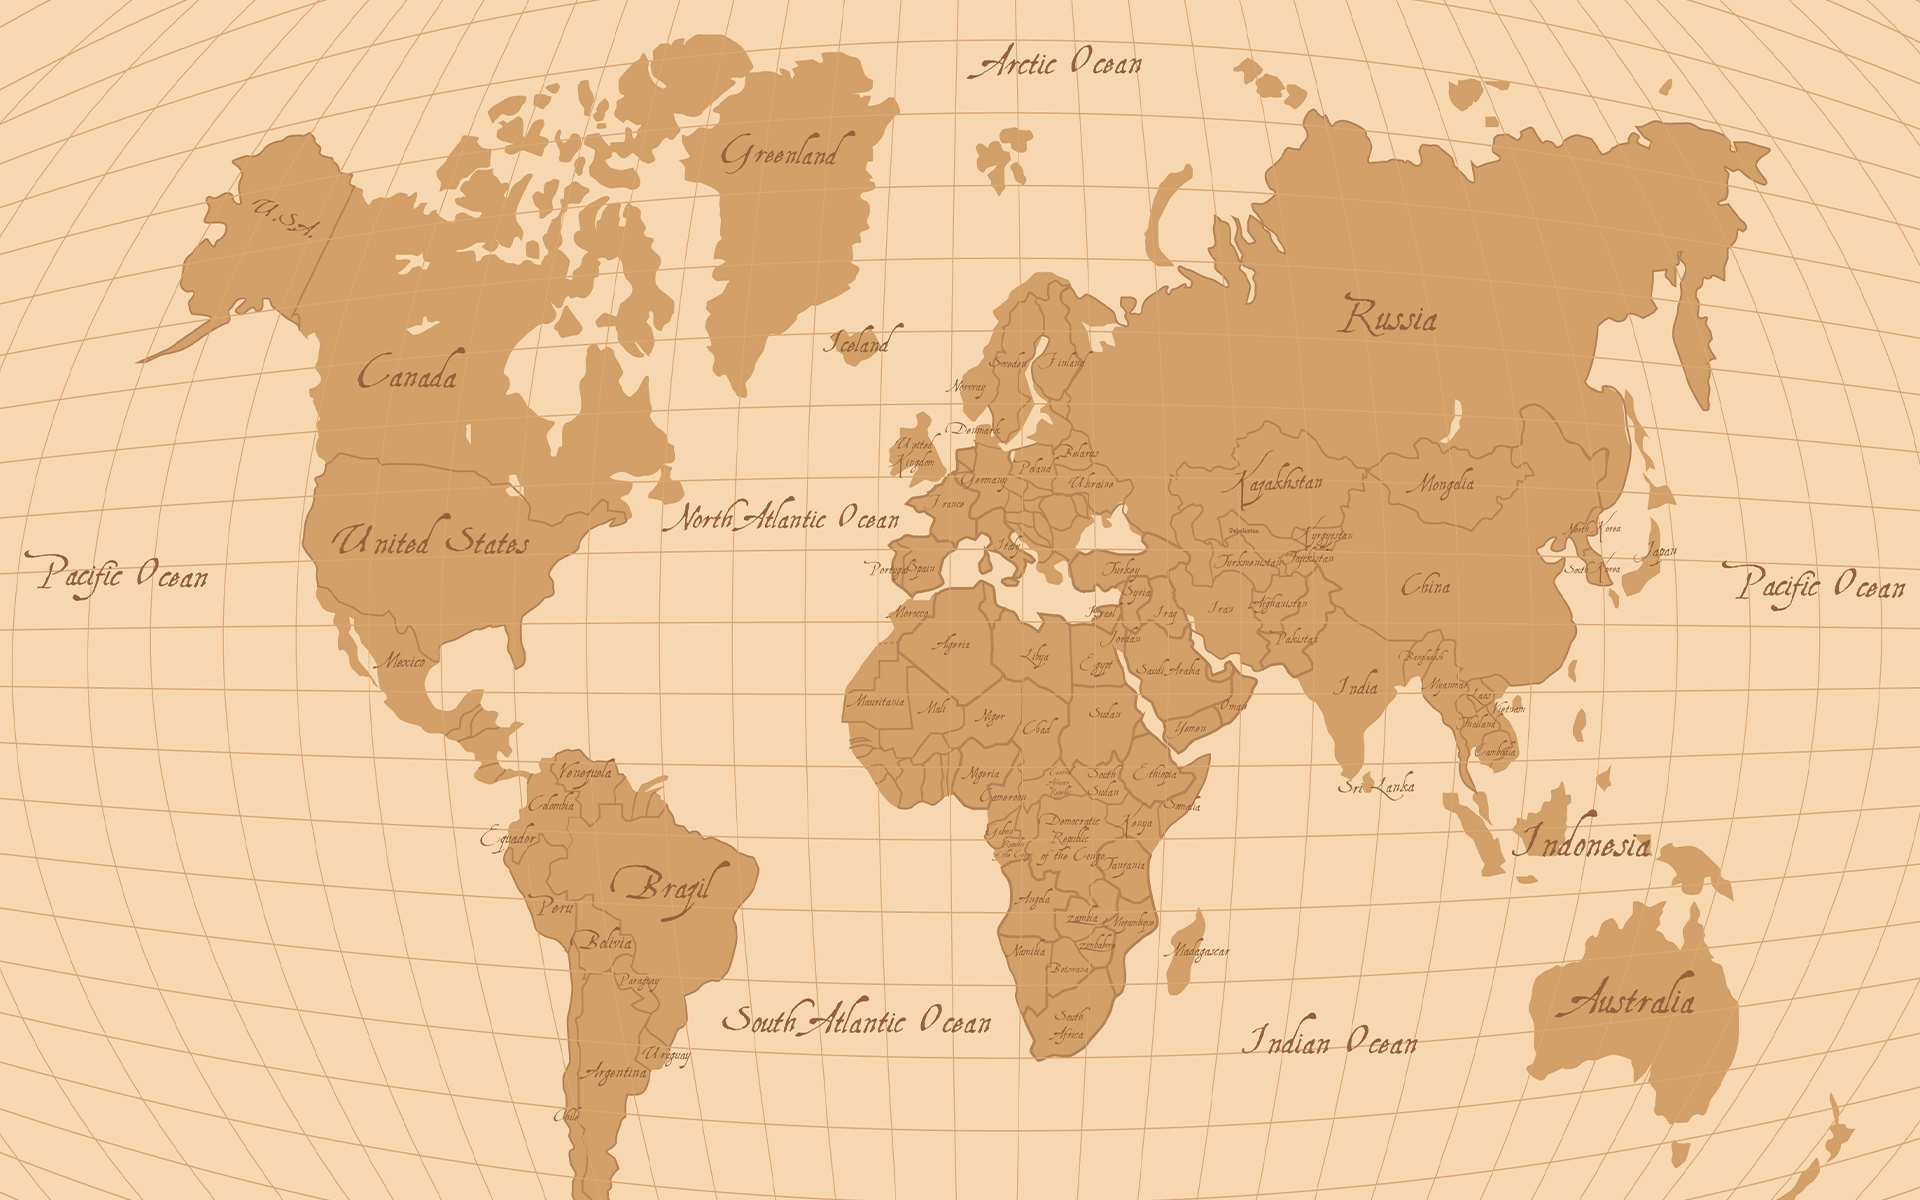 Arctic Ocean
Greenland
U.S.A.
Russia
Iceland
Canada
Sweden
Finland
Norway
Denmark
United
Kingdom
Belarus
Poland
Germany
Ukraine
Kazakhstan
Mongolia
France
North Atlantic Ocean
United States
Uzbekistan
Kyrgyzstan
North Korea
Italy
Japan
Turkmenistan
Tajikistan
Portugal
Spain
Turkey
South Korea
Pacific Ocean
China
Pacific Ocean
Syria
Iran
Afghanistan
Morocco
Israel
Iraq
Jordan
Pakistan
Algeria
Libya
Egypt
Bangladesh
Mexico
Saudi Arabia
India
Myanmar
Laos
Mauritania
Mali
Oman
Vietnam
Niger
Sudan
Thailand
Chad
Yemen
Cambodia
Venezuela
Nigeria
Central
African
Republic
South
Sudan
Ethiopia
Sri Lanka
Cameroon
Colombia
Somalia
Democratic
Republic
of the Congo
Kenya
Gabon
Equador
Indonesia
Tanzania
Brazil
Angola
Peru
Zambia
Mozambique
Bolivia
Namibia
Zimbabwe
Madagascar
Botswana
Paraguay
Australia
South Atlantic Ocean
South
Africa
Indian Ocean
Uruguay
Argentina
Chile